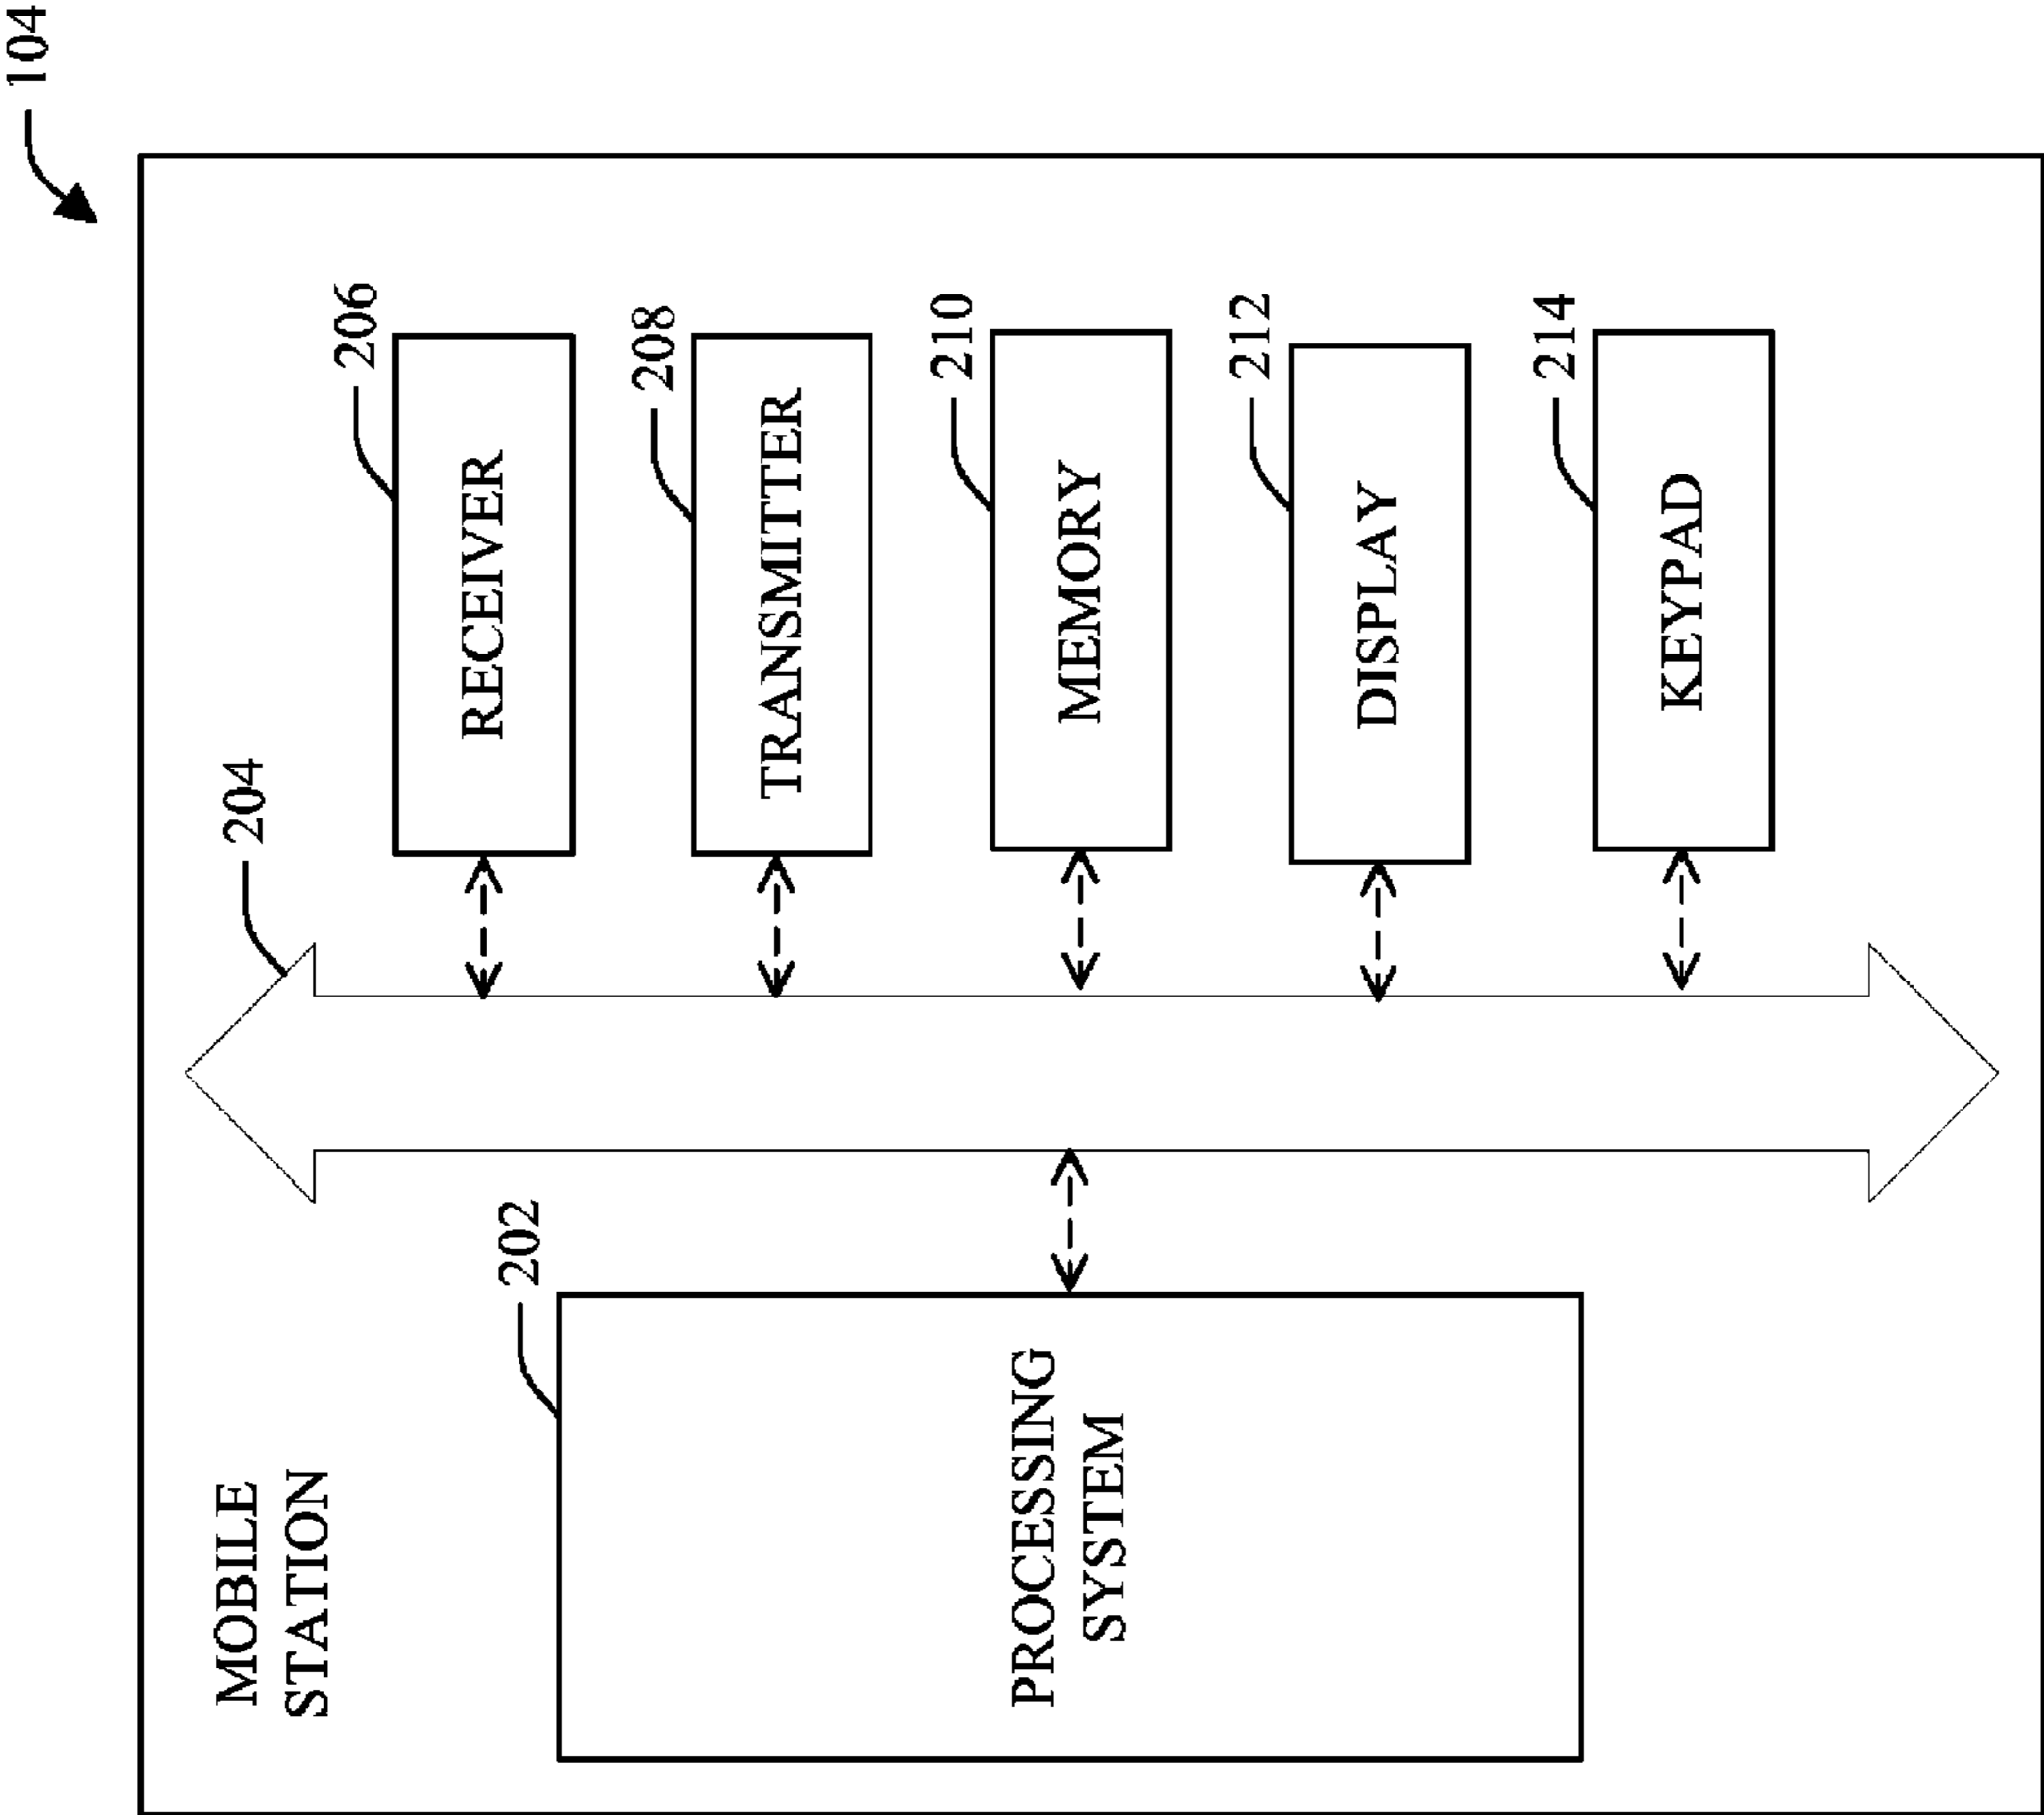 104
MOBILE
STATION
204
202
PROCESSING
SYSTEM
206
RECEIVER
208
TRANSMITTER
210
MEMORY
212
DISPLAY
214
KEYPAD